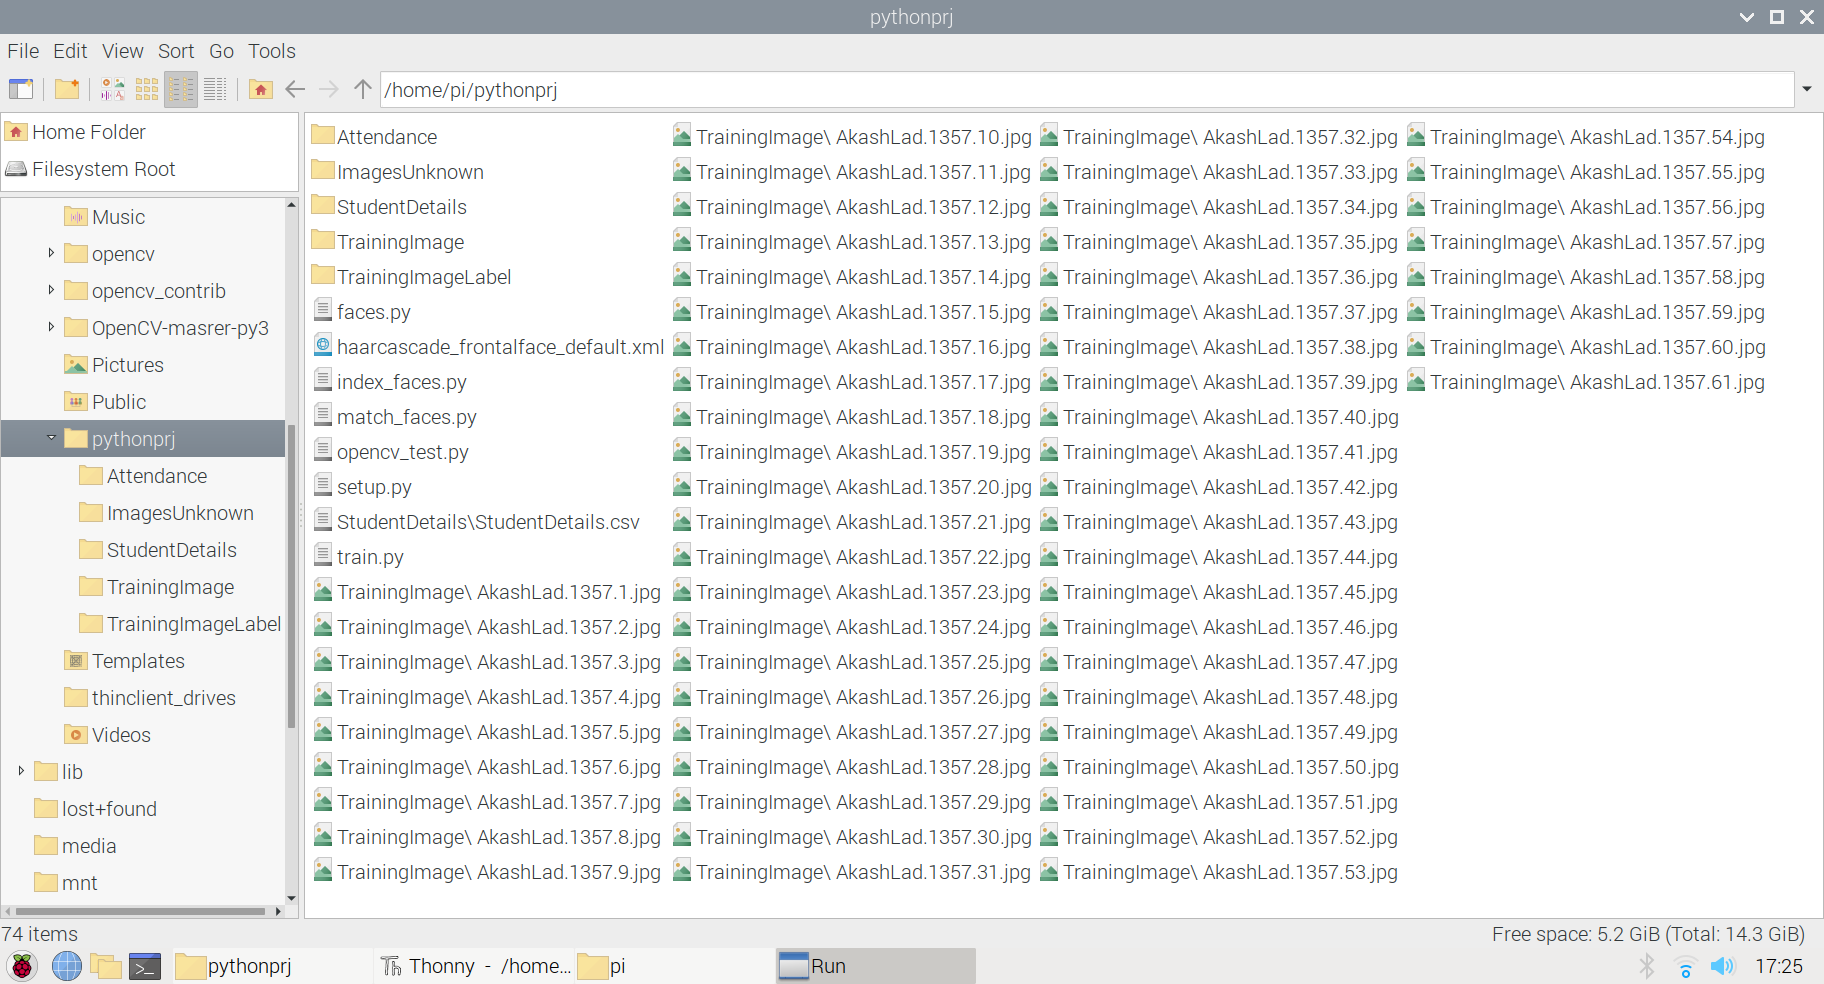 pythonprj
File Edit View Sort Go Tools
/home/pi/pythonprj
Home Folder
Filesystem Root
Music
opencv
opencv_contrib
OpenCV-masrer-py3
Pictures
Public
pythonprj
Attendance
ImagesUnknown
StudentDetails
TrainingImage
TrainingImageLabel
Templates
thinclient_drives
Videos
lib
lost+found
media
mnt
Attendance
ImagesUnknown
StudentDetails
TrainingImage
TrainingImageLabel
faces.py
haarcascade_frontalface_default.xml
index_faces.py
match_faces.py
opencv_test.py
setup.py
StudentDetails\StudentDetails.csv
train.py
TrainingImage\ AkashLad.1357.1.jpg
TrainingImage\ AkashLad.1357.2.jpg
TrainingImage\ AkashLad.1357.3.jpg
TrainingImage\ AkashLad.1357.4.jpg
TrainingImage\ AkashLad.1357.5.jpg
TrainingImage\ AkashLad.1357.6.jpg
TrainingImage\ AkashLad.1357.7.jpg
TrainingImage\ AkashLad.1357.8.jpg
TrainingImage\ AkashLad.1357.9.jpg
TrainingImage\ AkashLad.1357.10.jpg
TrainingImage\ AkashLad.1357.11.jpg
TrainingImage\ AkashLad.1357.12.jpg
TrainingImage\ AkashLad.1357.13.jpg
TrainingImage\ AkashLad.1357.14.jpg
TrainingImage\ AkashLad.1357.15.jpg
TrainingImage\ AkashLad.1357.16.jpg
TrainingImage\ AkashLad.1357.17.jpg
TrainingImage\ AkashLad.1357.18.jpg
TrainingImage\ AkashLad.1357.19.jpg
TrainingImage\ AkashLad.1357.20.jpg
TrainingImage\ AkashLad.1357.21.jpg
TrainingImage\ AkashLad.1357.22.jpg
TrainingImage\ AkashLad.1357.23.jpg
TrainingImage\ AkashLad.1357.24.jpg
TrainingImage\ AkashLad.1357.25.jpg
TrainingImage\ AkashLad.1357.26.jpg
TrainingImage\ AkashLad.1357.27.jpg
TrainingImage\ AkashLad.1357.28.jpg
TrainingImage\ AkashLad.1357.29.jpg
TrainingImage\ AkashLad.1357.30.jpg
TrainingImage\ AkashLad.1357.31.jpg
TrainingImage\ AkashLad.1357.32.jpg
TrainingImage\ AkashLad.1357.33.jpg
TrainingImage\ AkashLad.1357.34.jpg
TrainingImage\ AkashLad.1357.35.jpg
TrainingImage\ AkashLad.1357.36.jpg
TrainingImage\ AkashLad.1357.37.jpg
TrainingImage\ AkashLad.1357.38.jpg
TrainingImage\ AkashLad.1357.39.jpg
TrainingImage\ AkashLad.1357.40.jpg
TrainingImage\ AkashLad.1357.41.jpg
TrainingImage\ AkashLad.1357.42.jpg
TrainingImage\ AkashLad.1357.43.jpg
TrainingImage\ AkashLad.1357.44.jpg
TrainingImage\ AkashLad.1357.45.jpg
TrainingImage\ AkashLad.1357.46.jpg
TrainingImage\ AkashLad.1357.47.jpg
TrainingImage\ AkashLad.1357.48.jpg
TrainingImage\ AkashLad.1357.49.jpg
TrainingImage\ AkashLad.1357.50.jpg
TrainingImage\ AkashLad.1357.51.jpg
TrainingImage\ AkashLad.1357.52.jpg
TrainingImage\ AkashLad.1357.53.jpg
TrainingImage\ AkashLad.1357.54.jpg
TrainingImage\ AkashLad.1357.55.jpg
TrainingImage\ AkashLad.1357.56.jpg
TrainingImage\ AkashLad.1357.57.jpg
TrainingImage\ AkashLad.1357.58.jpg
TrainingImage\ AkashLad.1357.59.jpg
TrainingImage\ AkashLad.1357.60.jpg
TrainingImage\ AkashLad.1357.61.jpg
74 items
Free space: 5.2 GiB (Total: 14.3 GiB)
pythonprj
Thonny - /home...
pi
Run
17:25